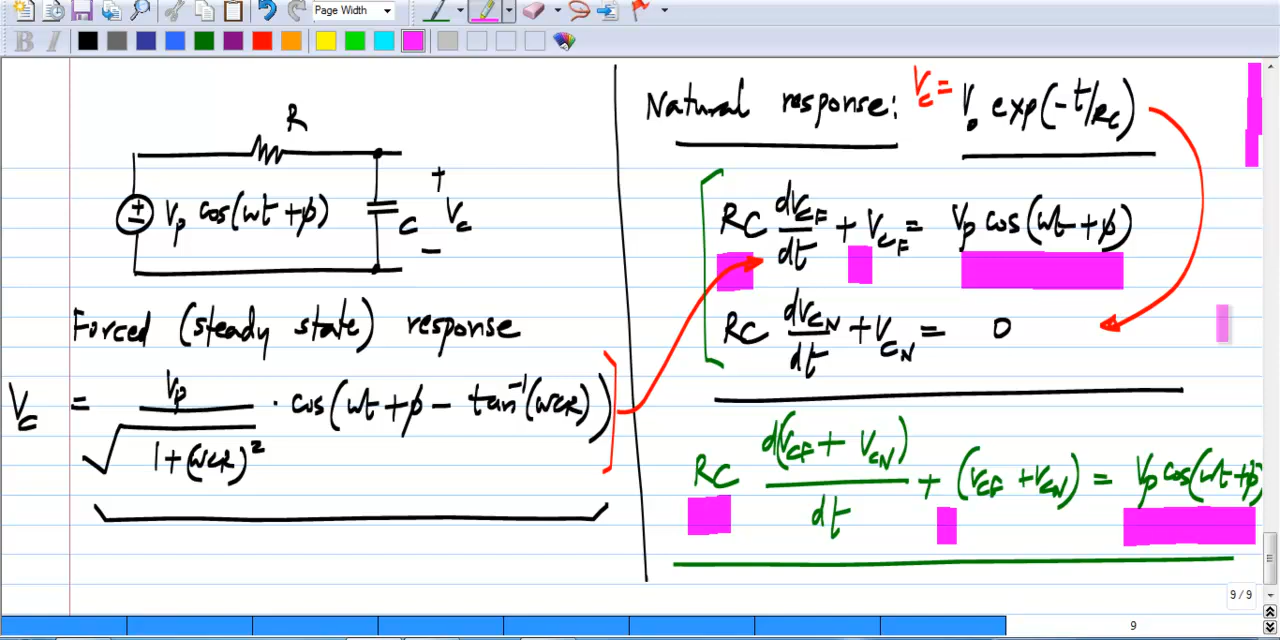 Page Width
B I
R
Vp cos(ωt + φ)
C
+
Vc
−
Forced (steady state) response
Vc = Vp / √(1+(ωCR)²) · cos(ωt + φ − tan⁻¹(ωCR))
Natural response: Vc = V₀ exp(−t/RC)
RC dVCF/dt + VCF = Vp cos(ωt + φ)
RC dVCN/dt + VCN = 0
RC d(VCF + VCN)/dt + (VCF + VCN) = Vp cos(ωt + φ)
9 / 9
9